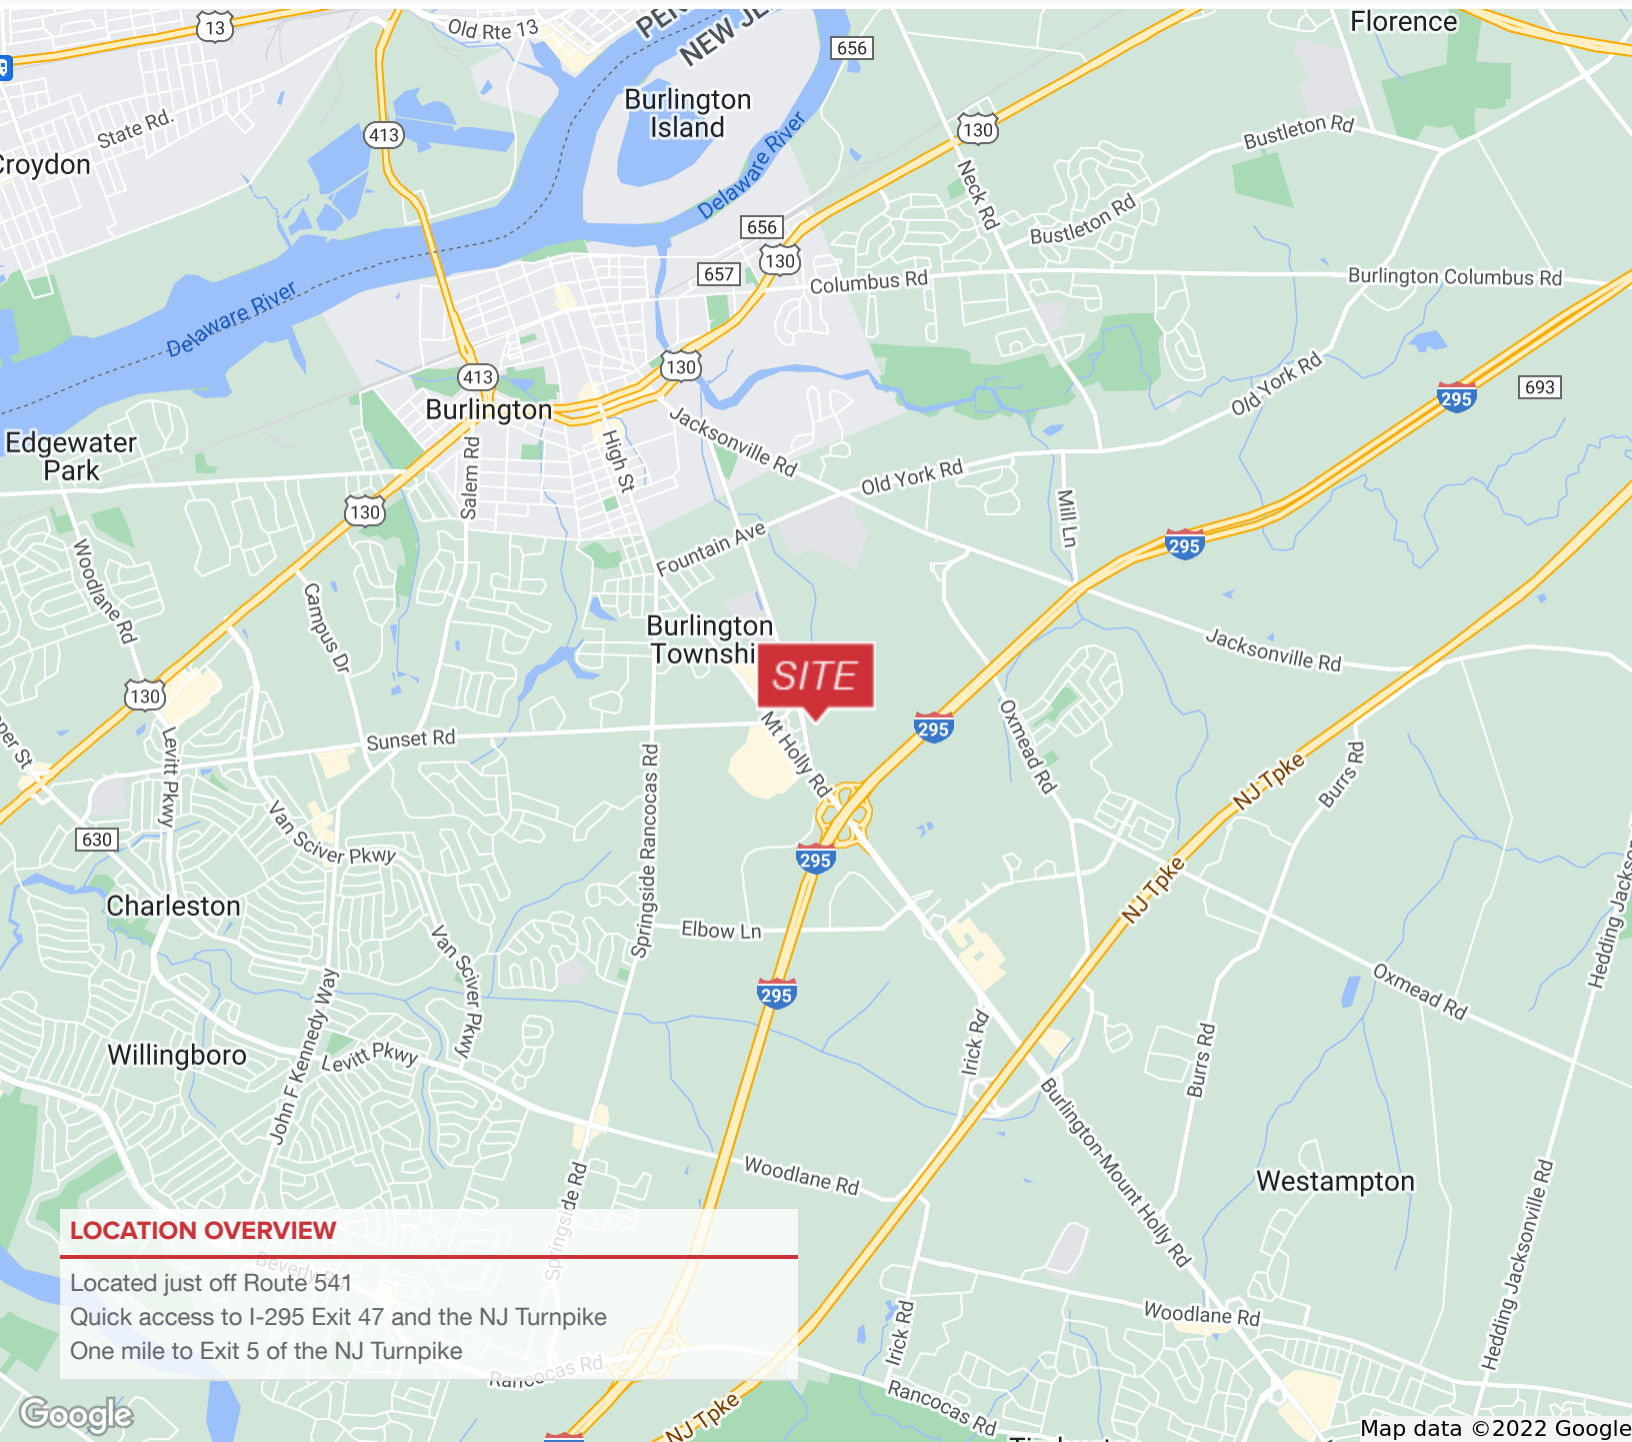 13
Old Rte 13
NEW
656
Florence
Burlington
Island
State Rd.
413
130
Bustleton Rd
Croydon
Delaware River
Neck Rd
656
Bustleton Rd
130
657
Columbus Rd
Burlington Columbus Rd
Delaware River
130
413
Old York Rd
295
693
Burlington
Jacksonville Rd
Edgewater
Park
High St
Salem Rd
Old York Rd
130
Mill Ln
Fountain Ave
295
Woodlane Rd
Campus Dr
Burlington
Jacksonville Rd
SITE
130
Mt Holly Rd
295
Oxmead Rd
Sunset Rd
Levitt Pkwy
St
NJ Tpke
Burrs Rd
Springside Rancocas Rd
630
Van Sciver Pkwy
295
NJ Tpke
Charleston
Elbow Ln
Van Sciver Pkwy
Oxmead Rd
295
Irick Rd
Willingboro
John F Kennedy Way
Levitt Pkwy
Burrs Rd
Burlington-Mount Holly Rd
Woodlane Rd
Westampton
Springside Rd
Hedding Jacksonville Rd
LOCATION OVERVIEW
Beverly Rd
Located just off Route 541
Quick access to I-295 Exit 47 and the NJ Turnpike
One mile to Exit 5 of the NJ Turnpike
Woodlane Rd
Irick Rd
Rancocas Rd
Rancocas Rd
NJ Tpke
Google
Map data ©2022 Google